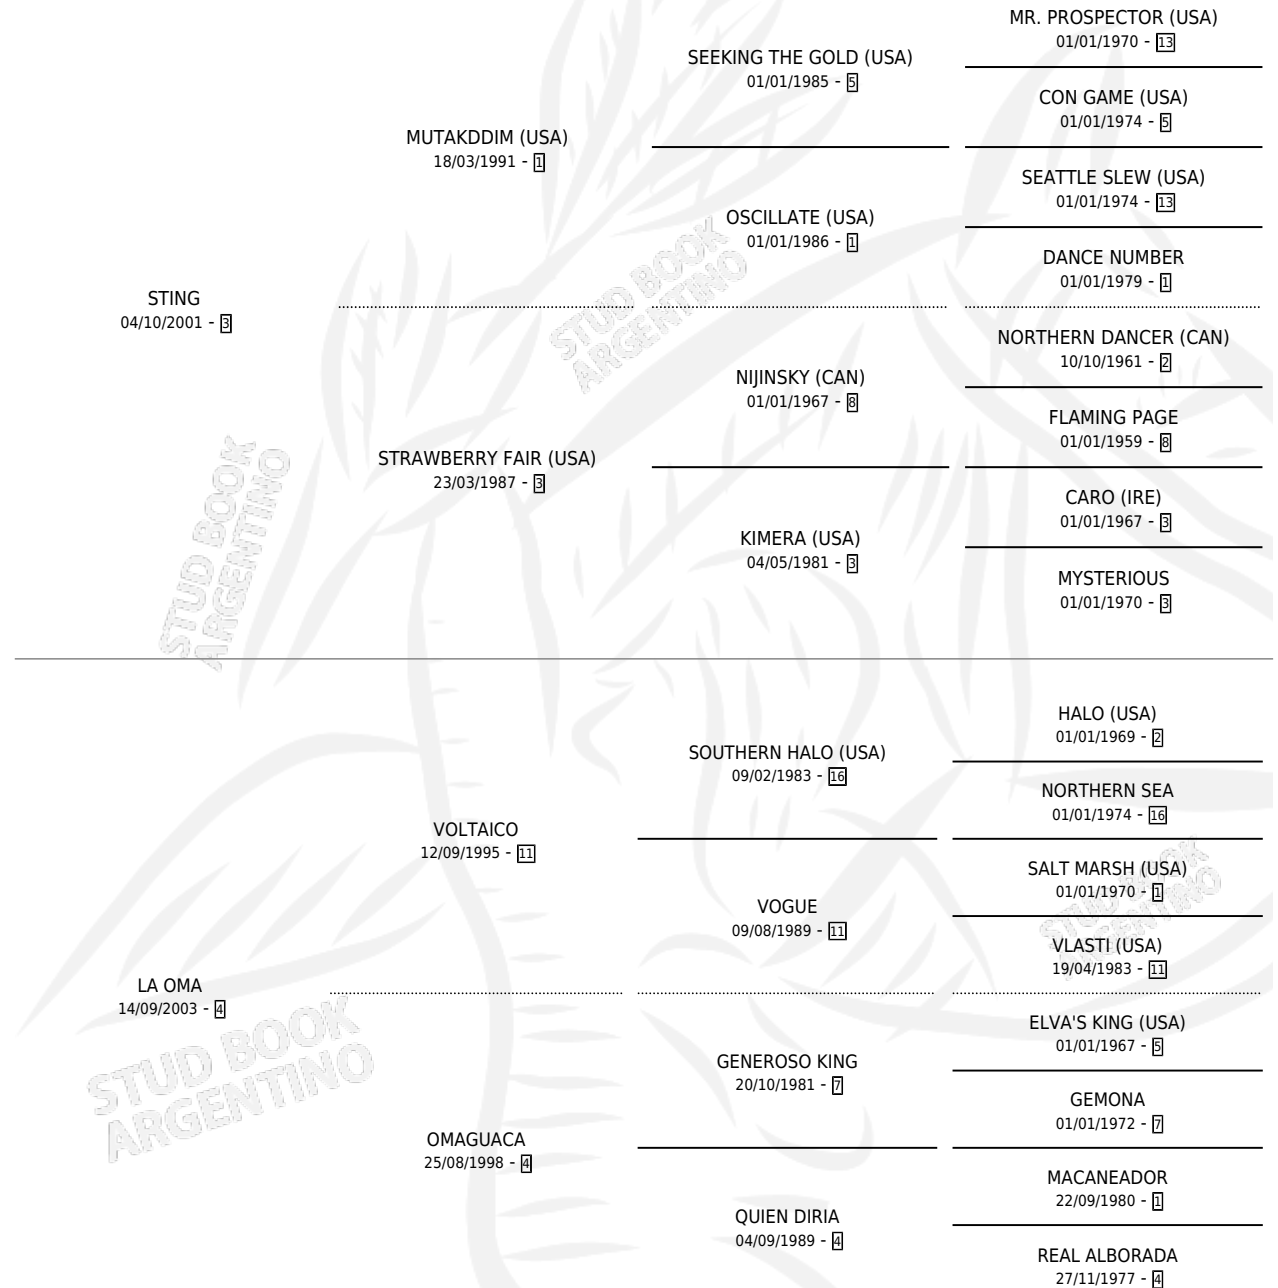 MR. PROSPECTOR (USA)
01/01/1970 - 13
SEEKING THE GOLD (USA)
01/01/1985 - 5
CON GAME (USA)
01/01/1974 - 5
MUTAKDDIM (USA)
18/03/1991 - 1
SEATTLE SLEW (USA)
01/01/1974 - 13
OSCILLATE (USA)
01/01/1986 - 1
DANCE NUMBER
01/01/1979 - 1
STING
04/10/2001 - 3
NORTHERN DANCER (CAN)
10/10/1961 - 2
NIJINSKY (CAN)
01/01/1967 - 8
FLAMING PAGE
01/01/1959 - 8
STRAWBERRY FAIR (USA)
23/03/1987 - 3
CARO (IRE)
01/01/1967 - 3
KIMERA (USA)
04/05/1981 - 3
MYSTERIOUS
01/01/1970 - 3
HALO (USA)
01/01/1969 - 2
SOUTHERN HALO (USA)
09/02/1983 - 16
NORTHERN SEA
01/01/1974 - 16
VOLTAICO
12/09/1995 - 11
SALT MARSH (USA)
01/01/1970 - 1
VOGUE
09/08/1989 - 11
VLASTI (USA)
19/04/1983 - 11
LA OMA
14/09/2003 - 4
ELVA'S KING (USA)
01/01/1967 - 5
GENEROSO KING
20/10/1981 - 7
GEMONA
01/01/1972 - 7
OMAGUACA
25/08/1998 - 4
MACANEADOR
22/09/1980 - 1
QUIEN DIRIA
04/09/1989 - 4
REAL ALBORADA
27/11/1977 - 4
STUD BOOK
ARGENTINO
STUD BOOK
ARGENTINO
STUD BOOK
ARGENTINO
STUD BOOK
ARGENTINO